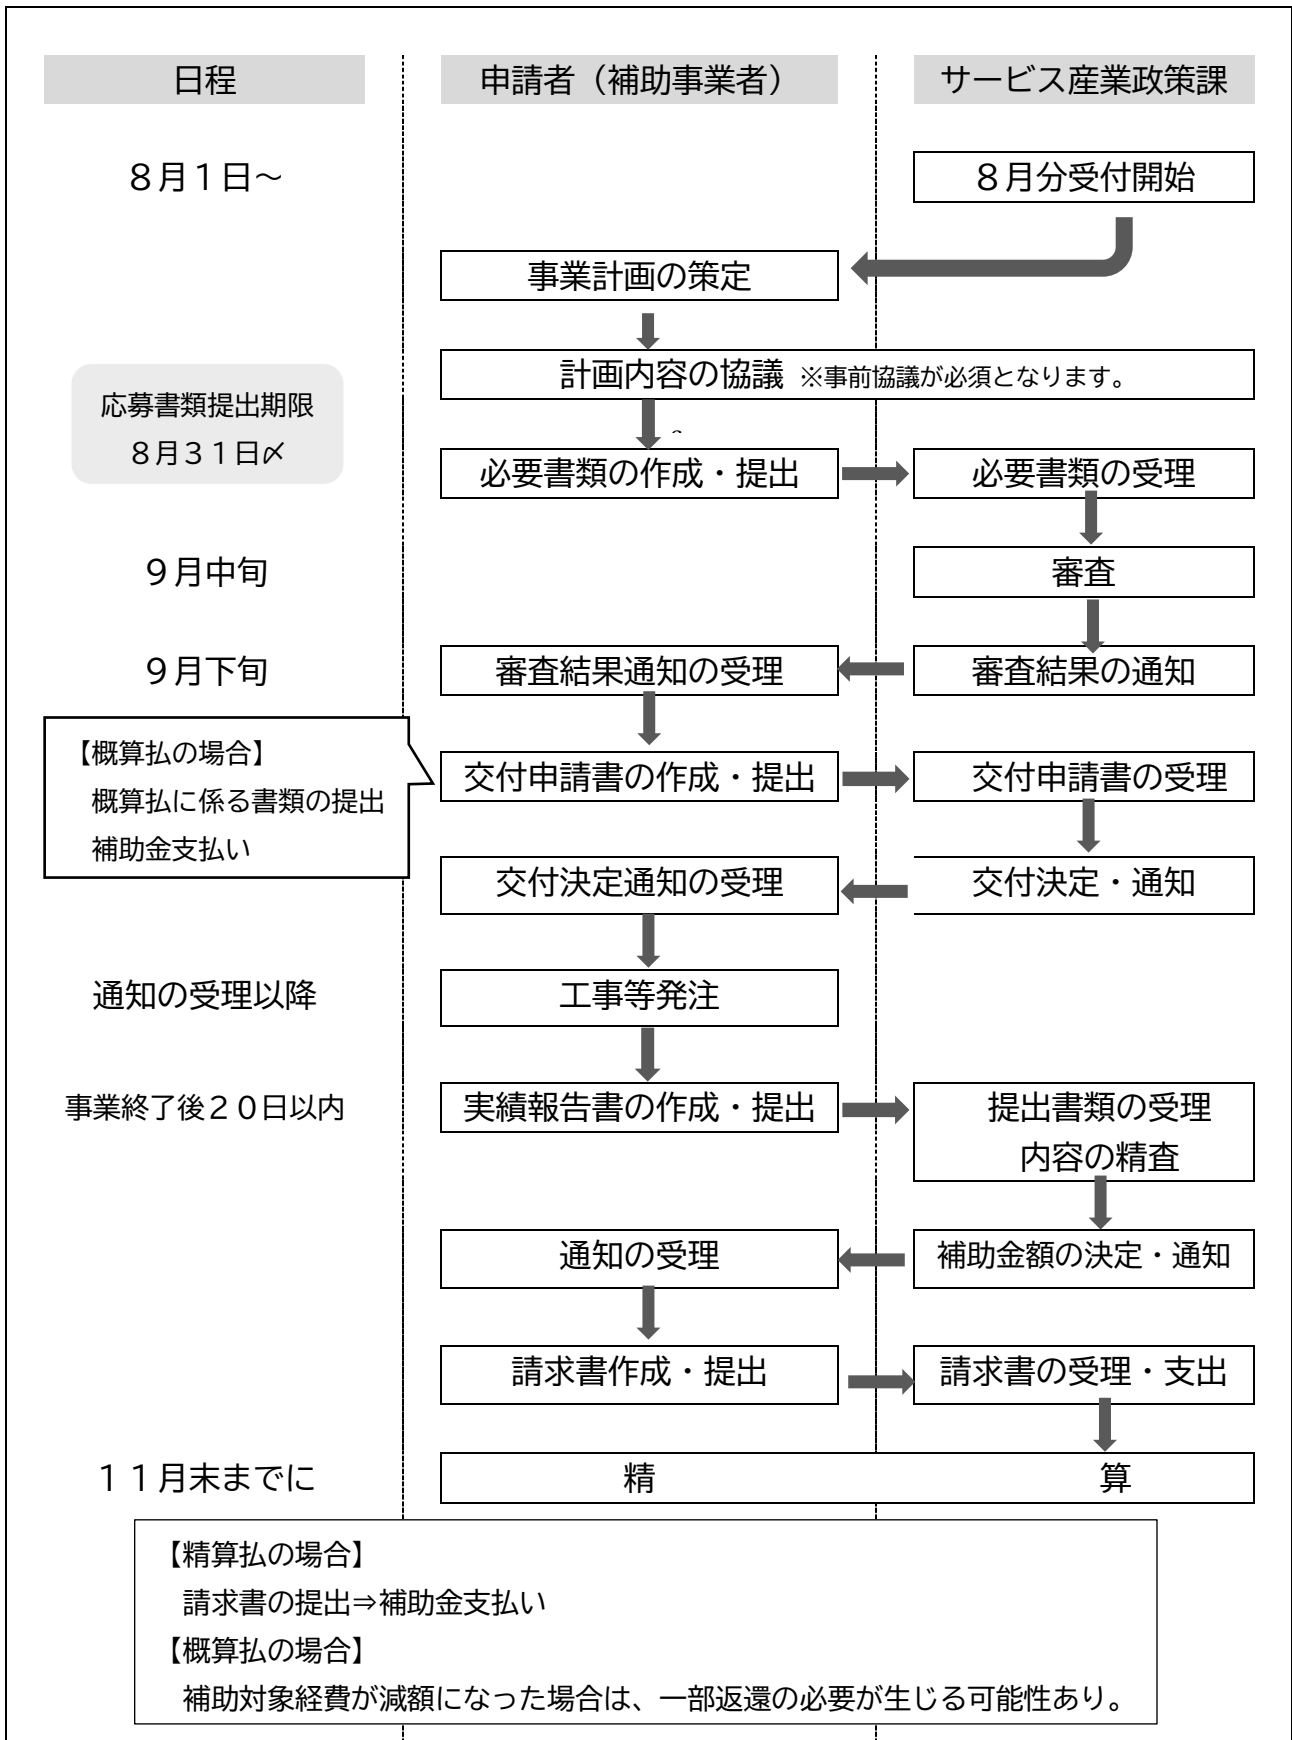 日程
申請者（補助事業者）
サービス産業政策課
８月１日～
８月分受付開始
事業計画の策定
計画内容の協議 ※事前協議が必須となります。
応募書類提出期限
８月３１日〆
必要書類の作成・提出
必要書類の受理
９月中旬
審査
９月下旬
審査結果通知の受理
審査結果の通知
【概算払の場合】
概算払に係る書類の提出
補助金支払い
交付申請書の作成・提出
交付申請書の受理
交付決定通知の受理
交付決定・通知
通知の受理以降
工事等発注
事業終了後２０日以内
実績報告書の作成・提出
提出書類の受理
内容の精査
通知の受理
補助金額の決定・通知
請求書作成・提出
請求書の受理・支出
１１月末までに
精 算
【精算払の場合】
請求書の提出⇒補助金支払い
【概算払の場合】
補助対象経費が減額になった場合は、一部返還の必要が生じる可能性あり。